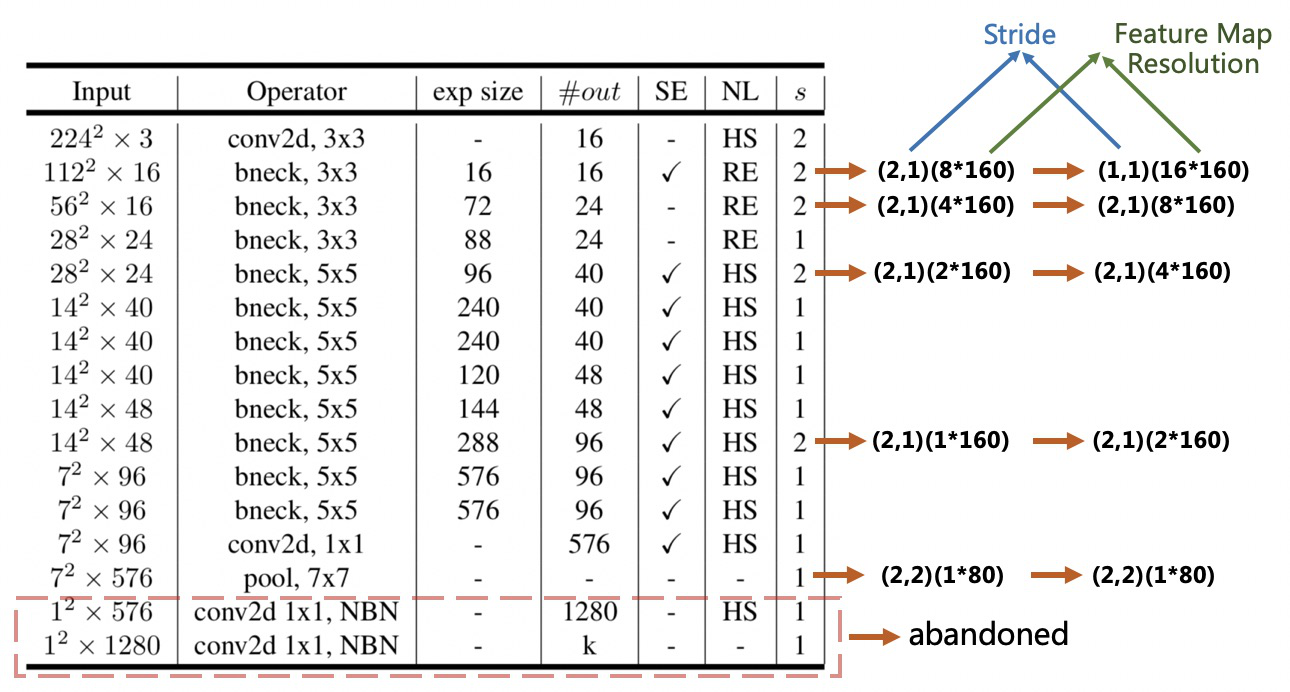 Stride Feature Map
Resolution
Input Operator exp size #out SE NL s
224² × 3 conv2d, 3x3 - 16 - HS 2
112² × 16 bneck, 3x3 16 16 ✓ RE 2 (2,1)(8*160) (1,1)(16*160)
56² × 16 bneck, 3x3 72 24 - RE 2 (2,1)(4*160) (2,1)(8*160)
28² × 24 bneck, 3x3 88 24 - RE 1
28² × 24 bneck, 5x5 96 40 ✓ HS 2 (2,1)(2*160) (2,1)(4*160)
14² × 40 bneck, 5x5 240 40 ✓ HS 1
14² × 40 bneck, 5x5 240 40 ✓ HS 1
14² × 40 bneck, 5x5 120 48 ✓ HS 1
14² × 48 bneck, 5x5 144 48 ✓ HS 1
14² × 48 bneck, 5x5 288 96 ✓ HS 2 (2,1)(1*160) (2,1)(2*160)
7² × 96 bneck, 5x5 576 96 ✓ HS 1
7² × 96 bneck, 5x5 576 96 ✓ HS 1
7² × 96 conv2d, 1x1 - 576 ✓ HS 1
7² × 576 pool, 7x7 - - - - 1 (2,2)(1*80) (2,2)(1*80)
1² × 576 conv2d 1x1, NBN - 1280 - HS 1
1² × 1280 conv2d 1x1, NBN - k - - 1
abandoned